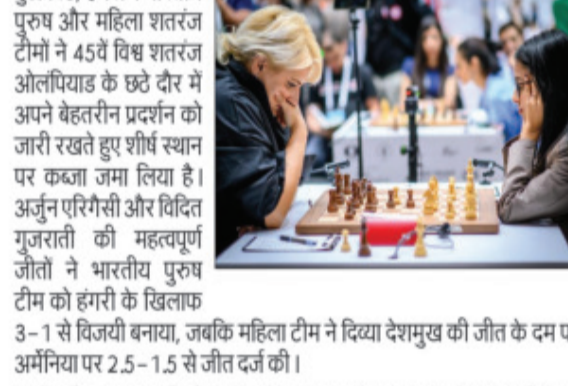 पुरुष और महिला शतरंज
टीमों ने 45वें विश्व शतरंज
ओलंपियाड के छठे दौर में
अपने बेहतरीन प्रदर्शन को
जारी रखते हुए शीर्ष स्थान
पर कब्जा जमा लिया है।
अर्जुन एरिगैसी और विदित
गुजराती की महत्वपूर्ण
जीतों ने भारतीय पुरुष
टीम को हंगरी के खिलाफ
3-1 से विजयी बनाया, जबकि महिला टीम ने दिव्या देशमुख की जीत के दम
अर्मेनिया पर 2.5-1.5 से जीत दर्ज की।